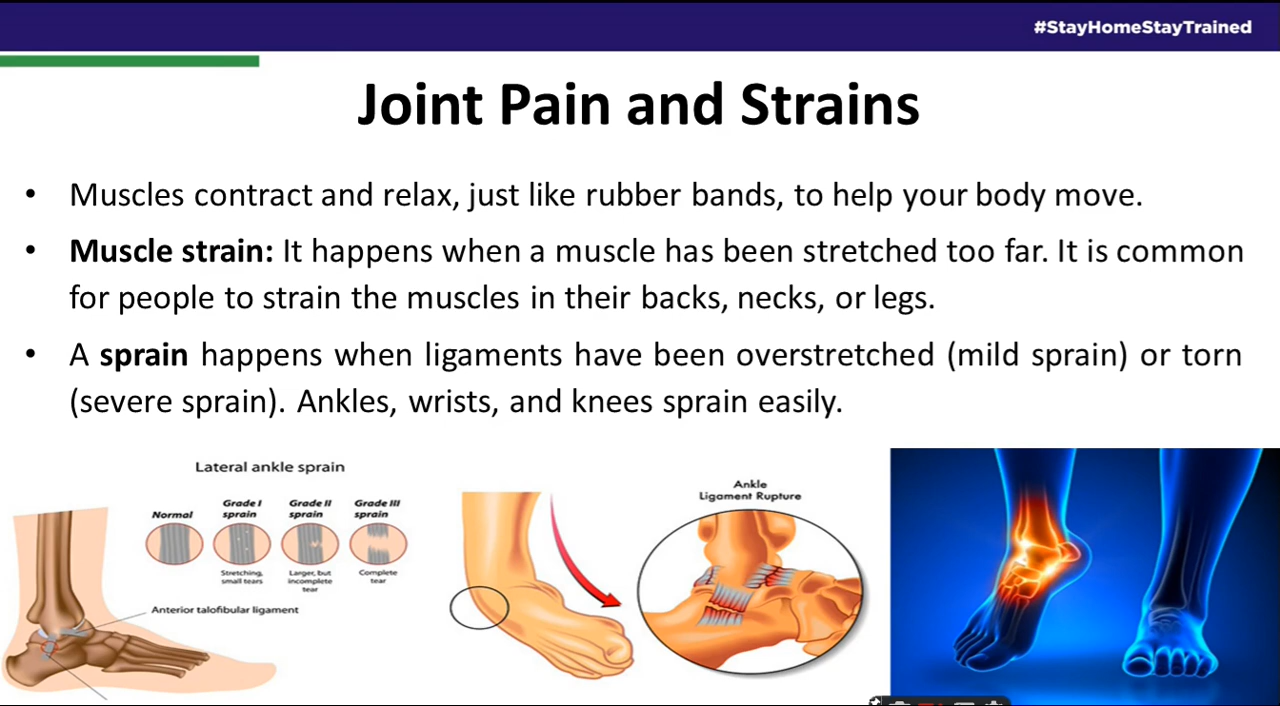 #StayHomeStayTrained
Joint Pain and Strains
• Muscles contract and relax, just like rubber bands, to help your body move.
• Muscle strain: It happens when a muscle has been stretched too far. It is common
for people to strain the muscles in their backs, necks, or legs.
• A sprain happens when ligaments have been overstretched (mild sprain) or torn
(severe sprain). Ankles, wrists, and knees sprain easily.
Lateral ankle sprain
Normal
Grade I
sprain
Grade II
sprain
Grade III
sprain
Stretching,
small tears
Larger, but
incomplete
tear
Complete
tear
Anterior talofibular ligament
Ankle
Ligament Rupture